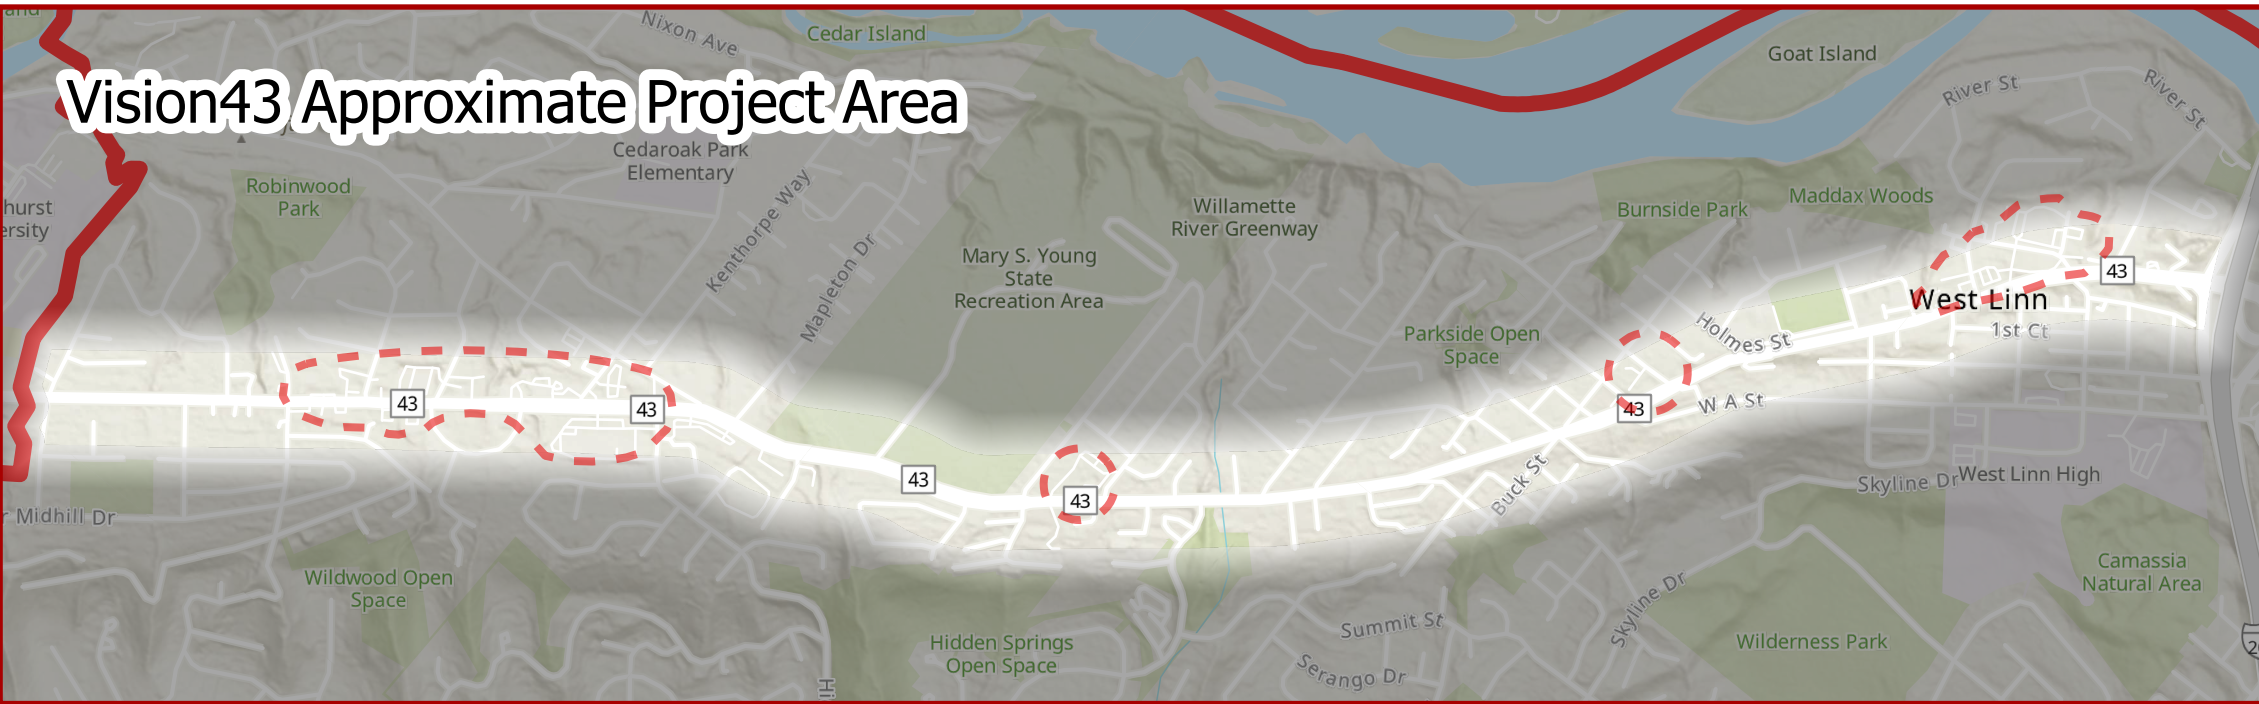 Nixon Ave
Cedar Island
Goat Island
River St
River St
Vision43 Approximate Project Area
Cedaroak Park
Elementary
Robinwood
Park
hurst
ersity
Kenthorpe Way
Mapleton Dr
Mary S. Young
State
Recreation Area
Willamette
River Greenway
Burnside Park
Maddax Woods
43
West Linn
1st Ct
Parkside Open
Space
Holmes St
W A St
43
43
43
43
43
Buck St
Skyline Dr
West Linn High
r Midhill Dr
Wildwood Open
Space
Camassia
Natural Area
Skyline Dr
Summit St
Serango Dr
Hidden Springs
Open Space
Wilderness Park
Hi